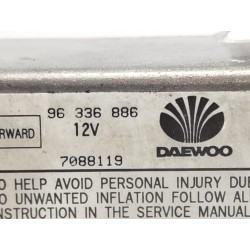 96 336 886
RWARD
12V
7088119
DAEWOO
O HELP AVOID PERSONAL INJURY DUE
O UNWANTED INFLATION FOLLOW AL
ONSTRUCTION IN THE SERVICE MANUAL